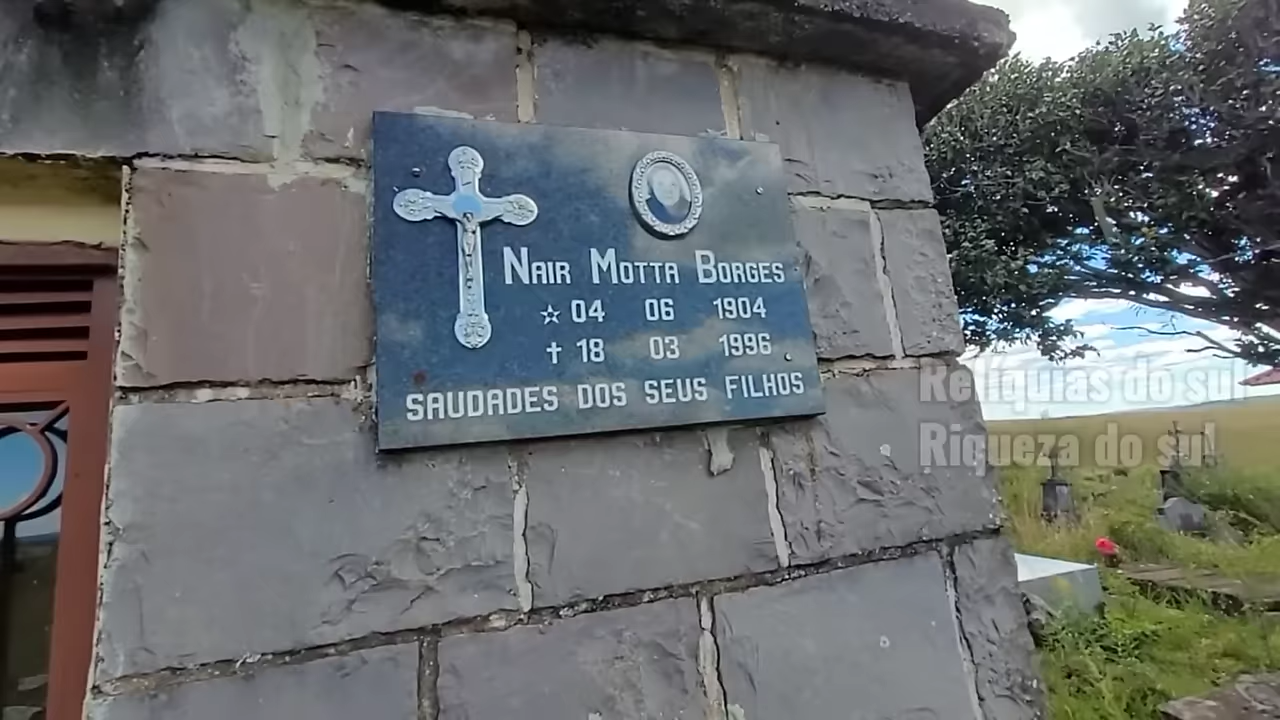 Nair Motta Borges
☆ 04 06 1904
✝ 18 03 1996
SAUDADES DOS SEUS FILHOS
Relíquias do sul
Riqueza do sul